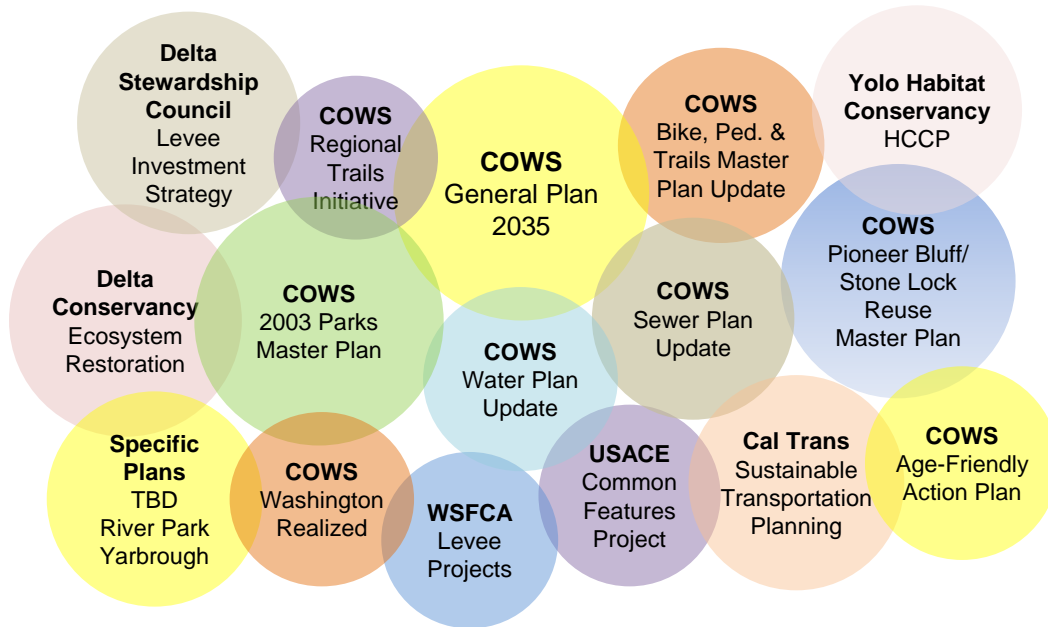 Delta
Stewardship
Council
Levee
Investment
Strategy
COWS
Regional
Trails
Initiative
COWS
General Plan
2035
COWS
Bike, Ped. &
Trails Master
Plan Update
Yolo Habitat
Conservancy
HCCP
Delta
Conservancy
Ecosystem
Restoration
COWS
2003 Parks
Master Plan
COWS
Water Plan
Update
COWS
Sewer Plan
Update
COWS
Pioneer Bluff/
Stone Lock
Reuse
Master Plan
Specific
Plans
TBD
River Park
Yarbrough
COWS
Washington
Realized
WSFCA
Levee
Projects
USACE
Common
Features
Project
Cal Trans
Sustainable
Transportation
Planning
COWS
Age-Friendly
Action Plan